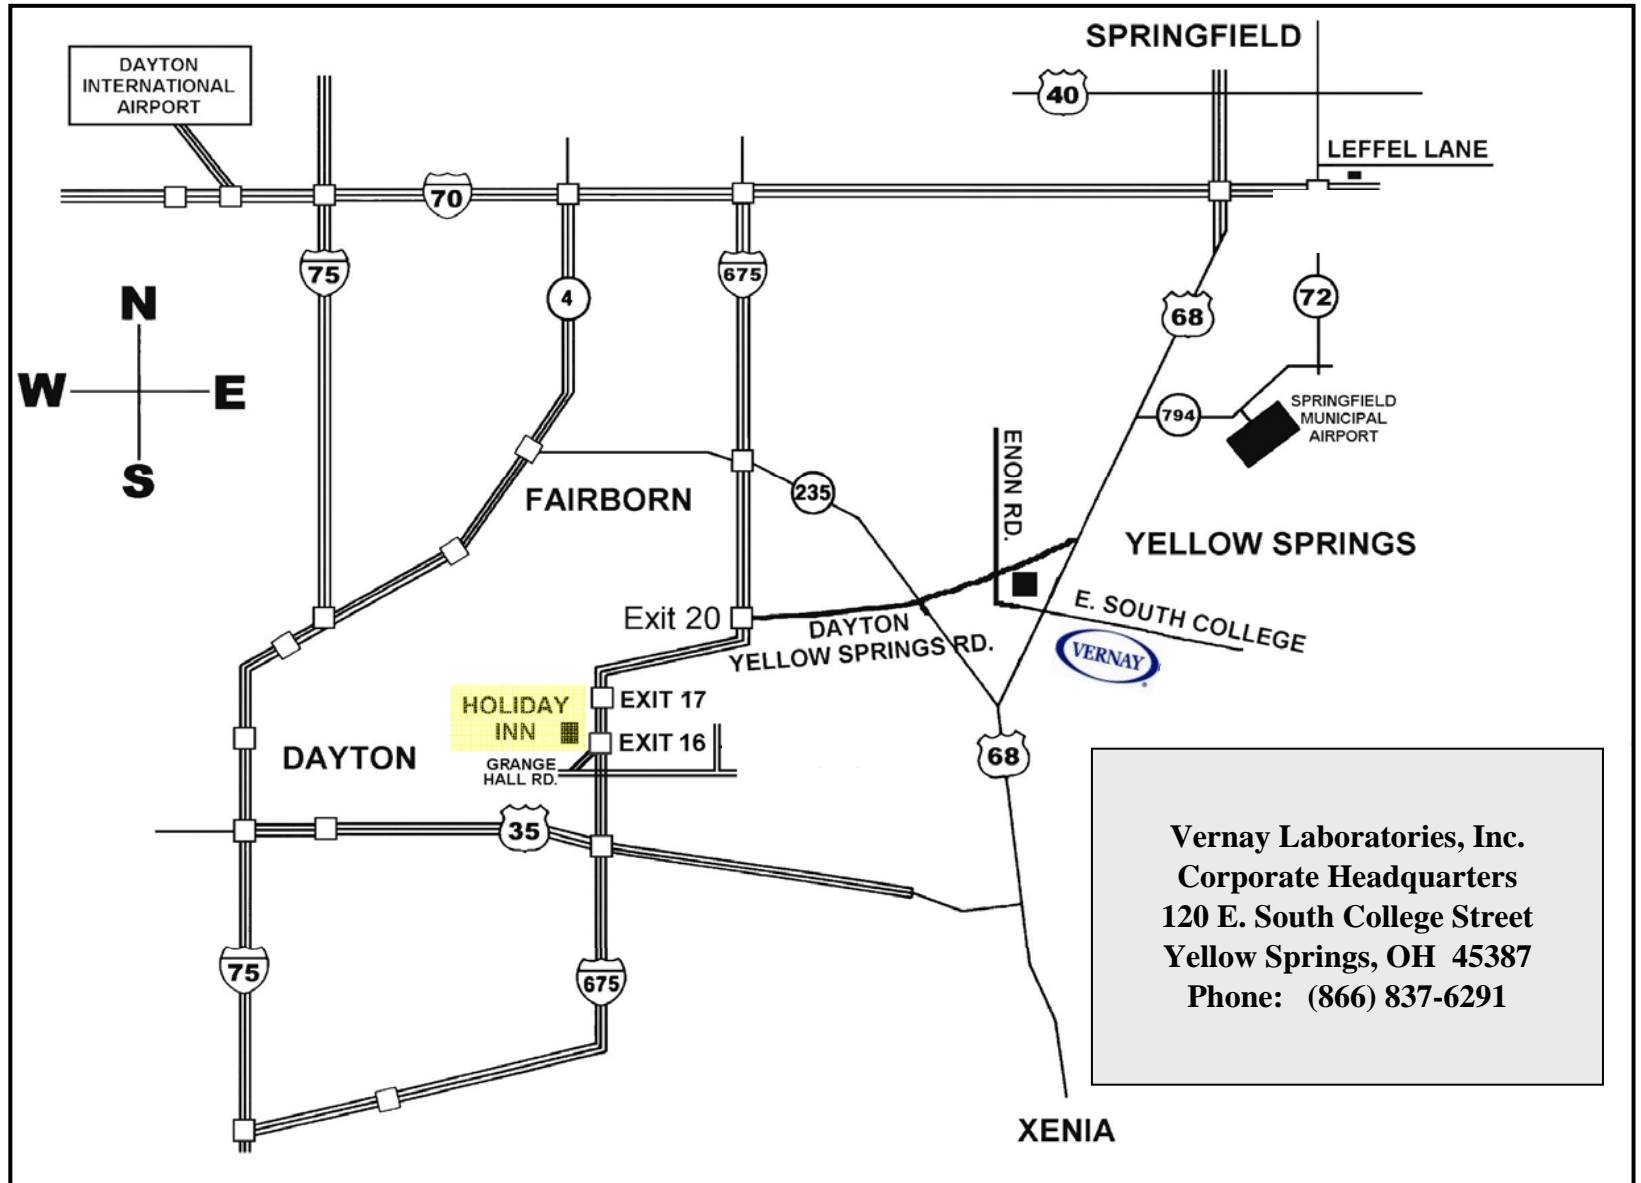 SPRINGFIELD
DAYTON
INTERNATIONAL
AIRPORT
40
LEFFEL LANE
70
75
4
675
N
W E
S
68
72
794
SPRINGFIELD
MUNICIPAL
AIRPORT
ENON RD.
235
FAIRBORN
YELLOW SPRINGS
Exit 20
DAYTON
YELLOW SPRINGS RD.
E. SOUTH COLLEGE
VERNAY
HOLIDAY
INN
EXIT 17
EXIT 16
GRANGE
HALL RD.
DAYTON
68
35
75
675
XENIA
Vernay Laboratories, Inc.
Corporate Headquarters
120 E. South College Street
Yellow Springs, OH 45387
Phone: (866) 837-6291